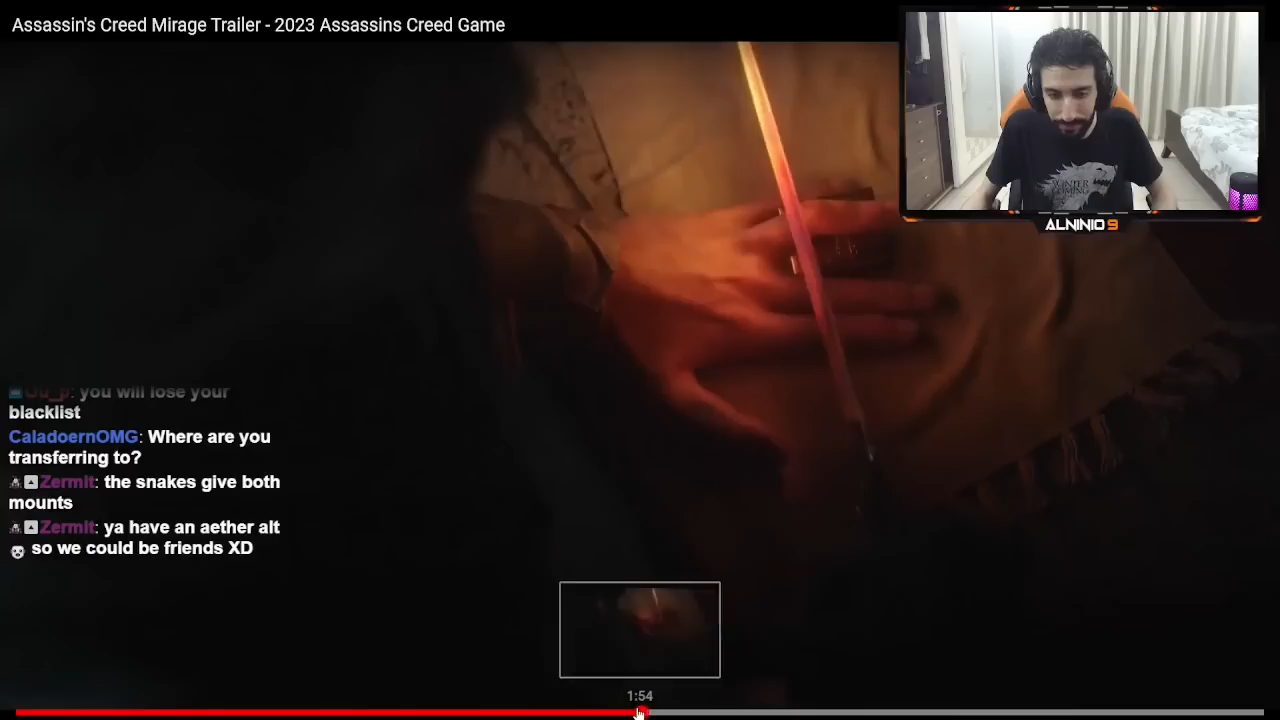 Assassin's Creed Mirage Trailer - 2023 Assassins Creed Game
WINTER
COMING
ALNINIO 9
you will lose your
blacklist
CaladoernOMG: Where are you
transferring to?
Zermit: the snakes give both
mounts
Zermit: ya have an aether alt
so we could be friends XD
1:54